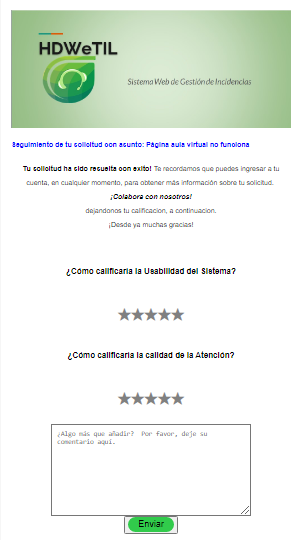 HDWeTIL
Sistema Web de Gestión de Incidencias
Seguimiento de tu solicitud con asunto: Página aula virtual no funciona
Tu solicitud ha sido resuelta con exito! Te recordamos que puedes ingresar a tu
cuenta, en cualquier momento, para obtener más información sobre tu solicitud.
¡Colabora con nosotros!
dejandonos tu calificacion, a continuacion.
¡Desde ya muchas gracias!
¿Cómo calificaría la Usabilidad del Sistema?
¿Cómo calificaría la calidad de la Atención?
¿Algo más que añadir? Por favor, deje su
comentario aquí.
Enviar